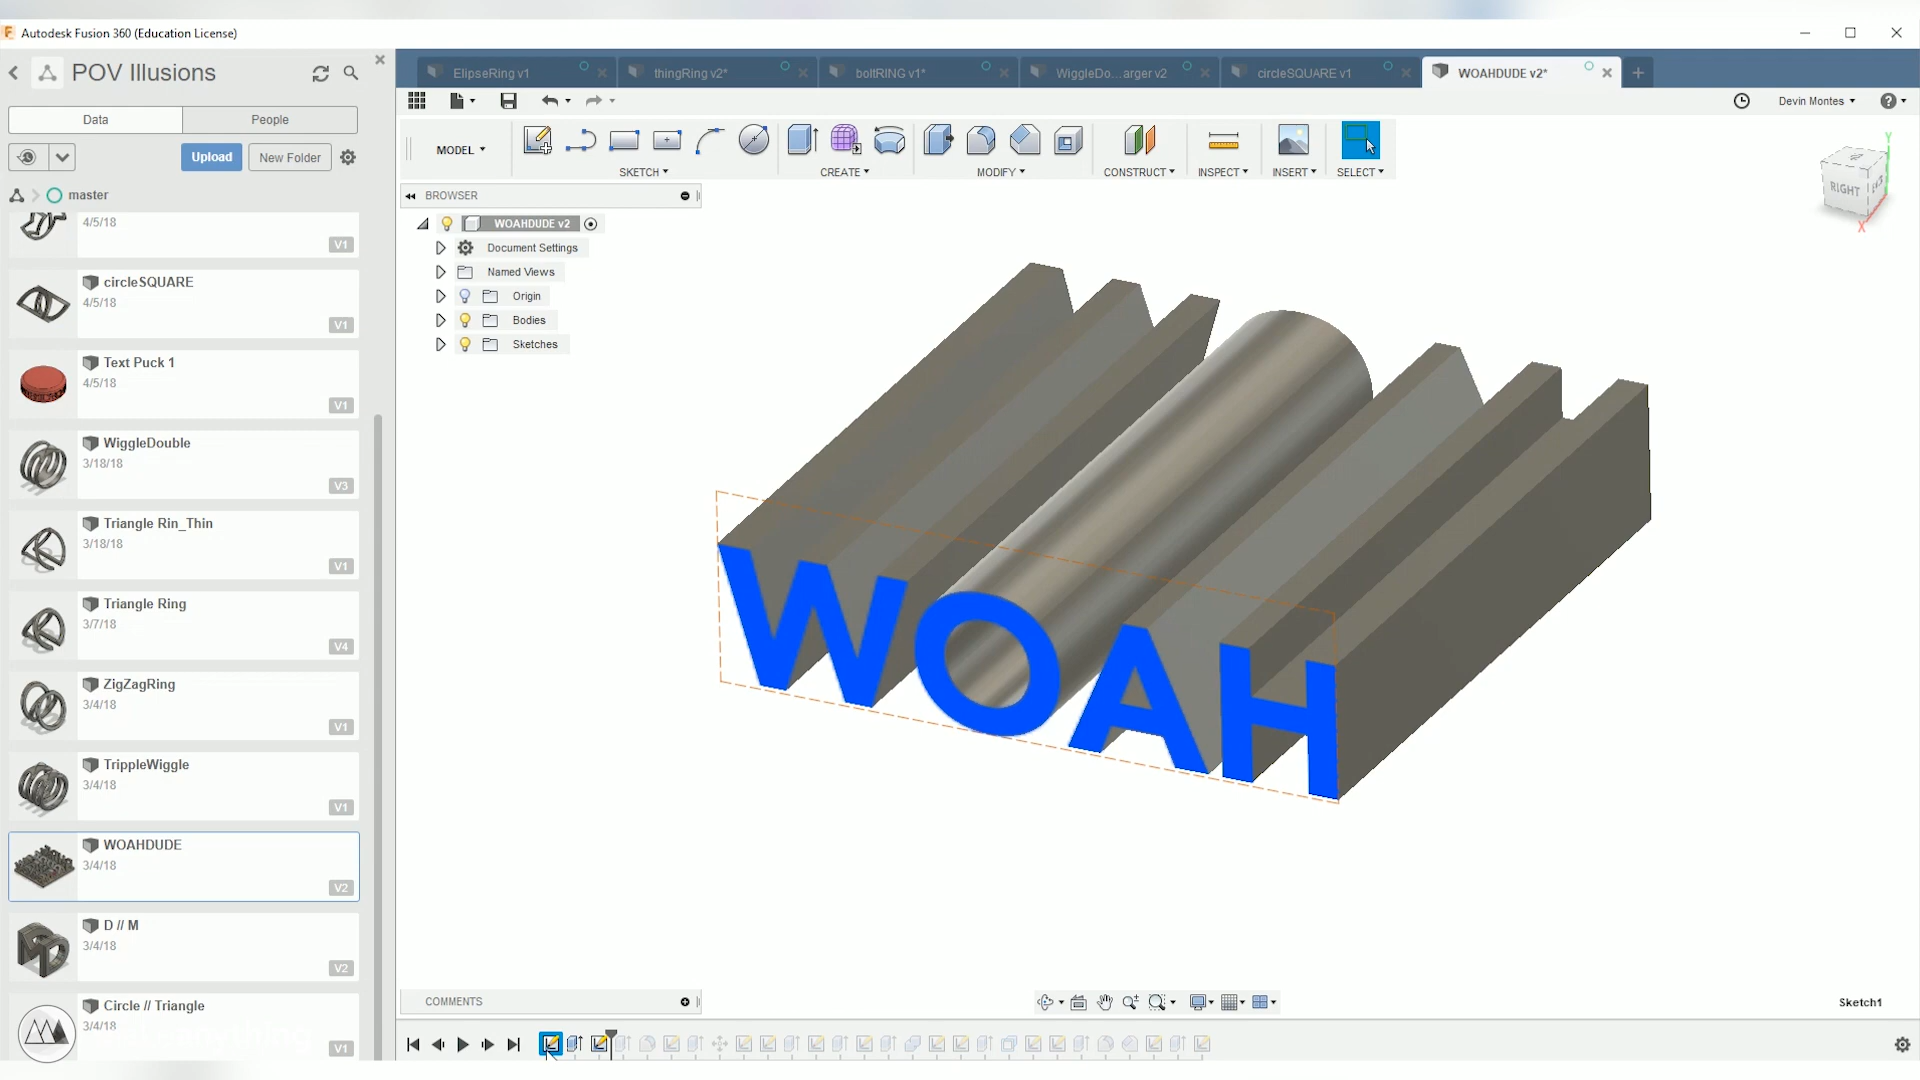 Autodesk Fusion 360 (Education License)
POV Illusions
Data
People
Upload
New Folder
master
4/5/18
V1
circleSQUARE
4/5/18
V1
Text Puck 1
4/5/18
V1
WiggleDouble
3/18/18
V3
Triangle Rin_Thin
3/18/18
V1
Triangle Ring
3/7/18
V4
ZigZagRing
3/4/18
V1
TrippleWiggle
3/4/18
V1
WOAHDUDE
3/4/18
V2
D // M
3/4/18
V2
Circle // Triangle
3/4/18
V1
ElipseRing v1
thingRing v2*
boltRING v1*
WiggleDo...arger v2
circleSQUARE v1
WOAHDUDE v2*
Devin Montes
MODEL
SKETCH
CREATE
MODIFY
CONSTRUCT
INSPECT
INSERT
SELECT
BROWSER
WOAHDUDE v2
Document Settings
Named Views
Origin
Bodies
Sketches
Y
RIGHT
X
WOAH
COMMENTS
Sketch1